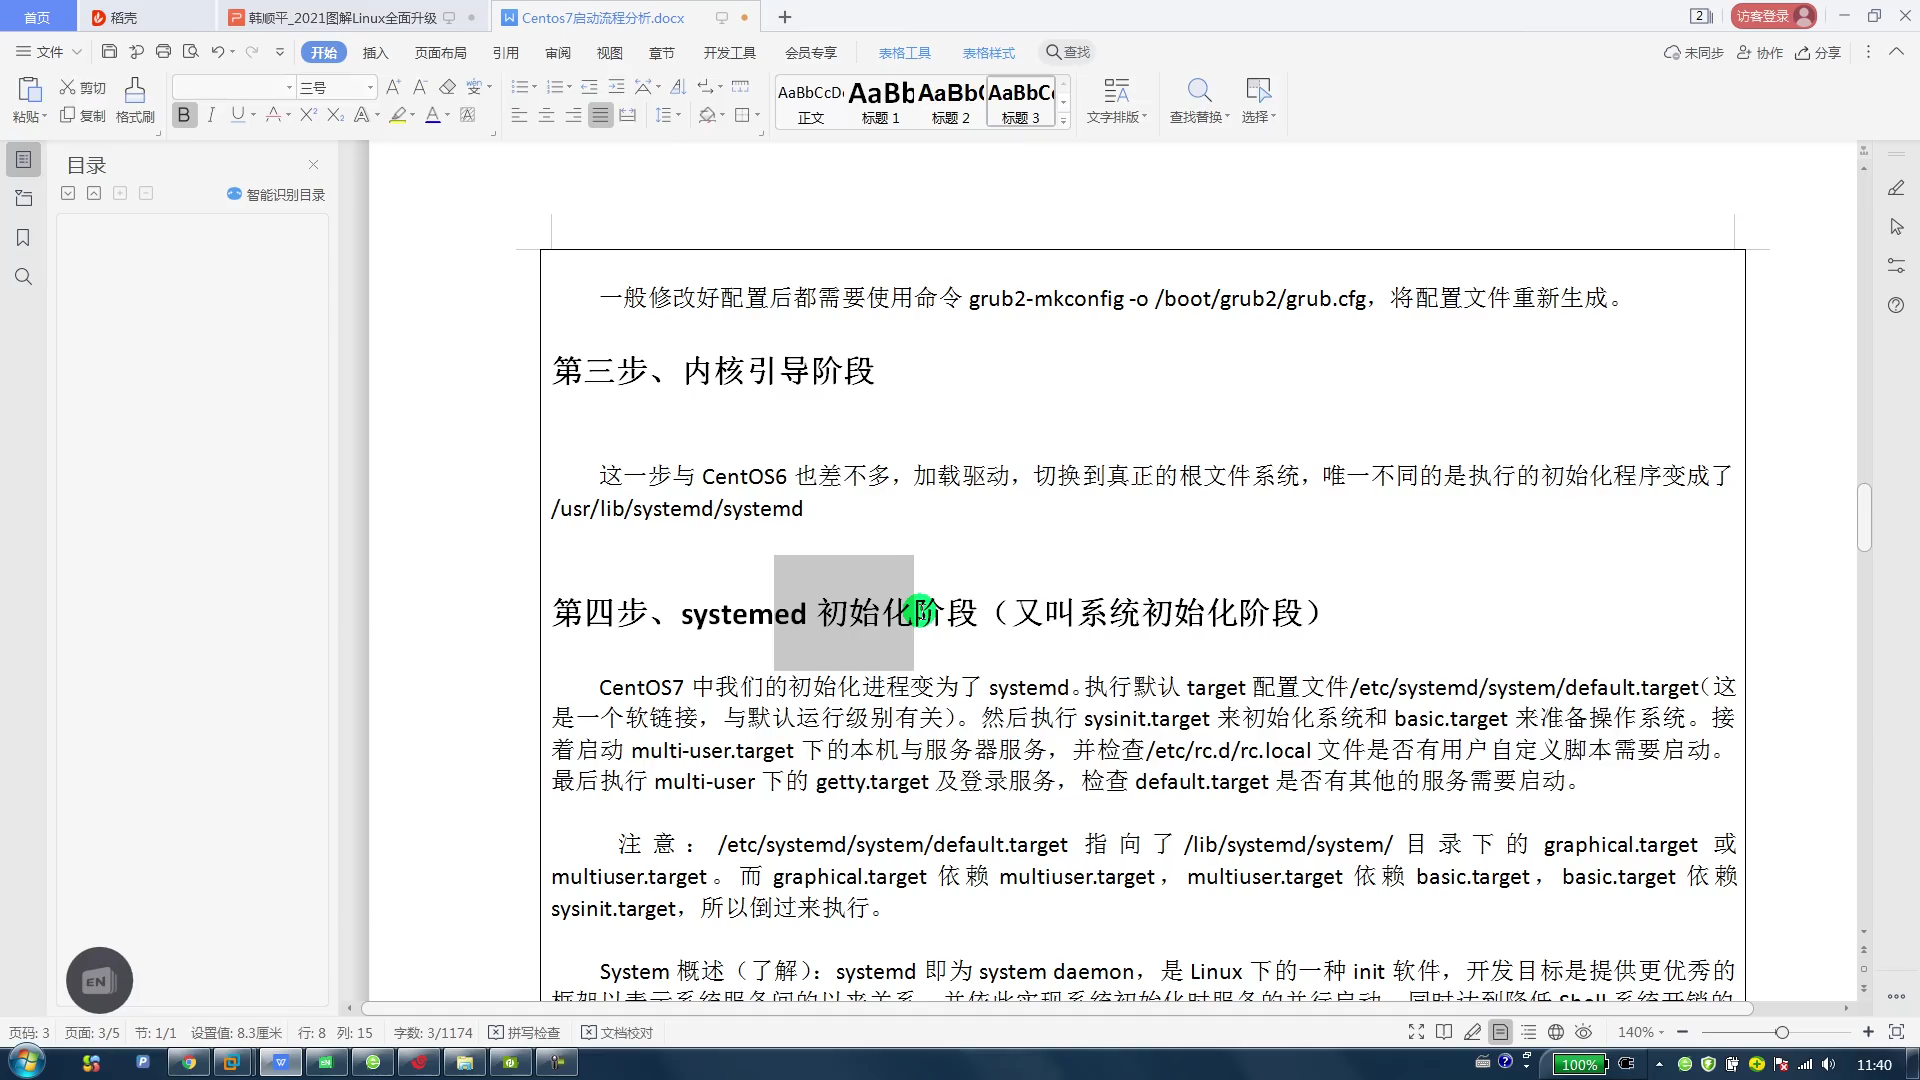 首页
稻壳
韩顺平_2021图解Linux全面升级
Centos7启动流程分析.docx
2
访客登录
文件
开始
插入
页面布局
引用
审阅
视图
章节
开发工具
会员专享
表格工具
表格样式
查找
未同步
协作
分享
粘贴
剪切
复制
格式刷
三号
AaBbCcD
正文
AaBb
标题 1
AaBb
标题 2
AaBbC
标题 3
文字排版
查找替换
选择
目录
智能识别目录
一般修改好配置后都需要使用命令 grub2-mkconfig -o /boot/grub2/grub.cfg，将配置文件重新生成。
第三步、内核引导阶段
这一步与 CentOS6 也差不多，加载驱动，切换到真正的根文件系统，唯一不同的是执行的初始化程序变成了
/usr/lib/systemd/systemd
第四步、systemed 初始化阶段（又叫系统初始化阶段）
CentOS7 中我们的初始化进程变为了 systemd。执行默认 target 配置文件/etc/systemd/system/default.target（这
是一个软链接，与默认运行级别有关）。然后执行 sysinit.target 来初始化系统和 basic.target 来准备操作系统。接
着启动 multi-user.target 下的本机与服务器服务，并检查/etc/rc.d/rc.local 文件是否有用户自定义脚本需要启动。
最后执行 multi-user 下的 getty.target 及登录服务，检查 default.target 是否有其他的服务需要启动。
注意：/etc/systemd/system/default.target 指向了/lib/systemd/system/目录下的 graphical.target 或
multiuser.target。而 graphical.target 依赖 multiuser.target，multiuser.target 依赖 basic.target，basic.target 依赖
sysinit.target，所以倒过来执行。
System 概述（了解）：systemd 即为 system daemon，是 Linux 下的一种 init 软件，开发目标是提供更优秀的
EN
页码: 3
页面: 3/5
节: 1/1
设置值: 8.3厘米
行: 8
列: 15
字数: 3/1174
拼写检查
文档校对
140%
100%
11:40